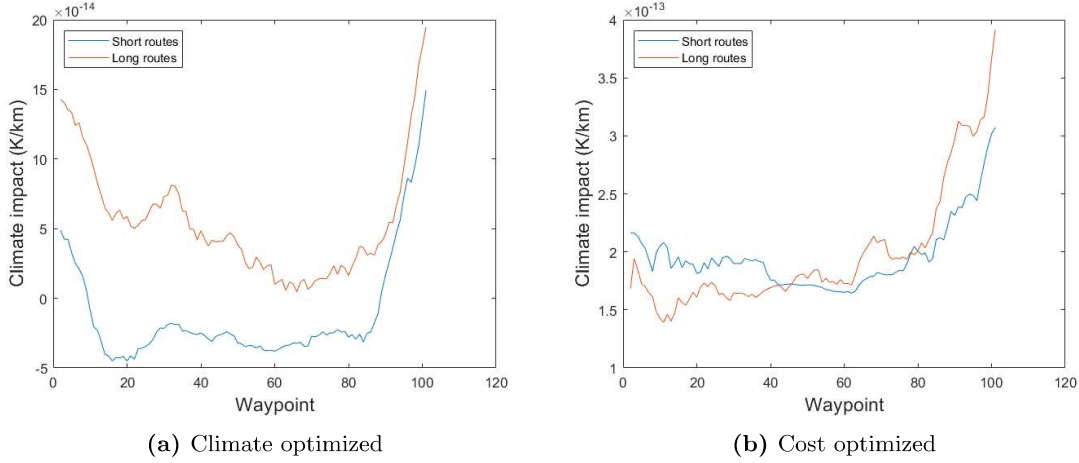 ×10⁻¹⁴
20
15
10
5
0
-5
0 20 40 60 80 100 120
Climate impact (K/km)
Waypoint
Short routes
Long routes
(a) Climate optimized
×10⁻¹³
4
3.5
3
2.5
2
1.5
1
0 20 40 60 80 100 120
Climate impact (K/km)
Waypoint
Short routes
Long routes
(b) Cost optimized